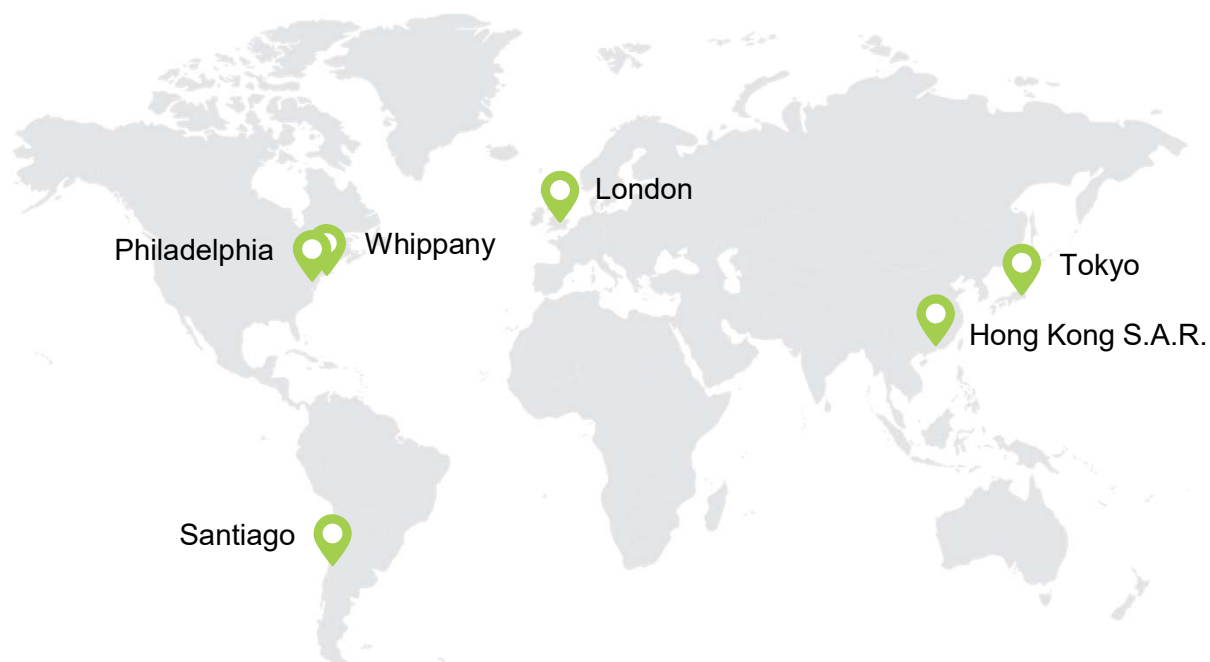 London
Philadelphia
Whippany
Tokyo
Hong Kong S.A.R.
Santiago